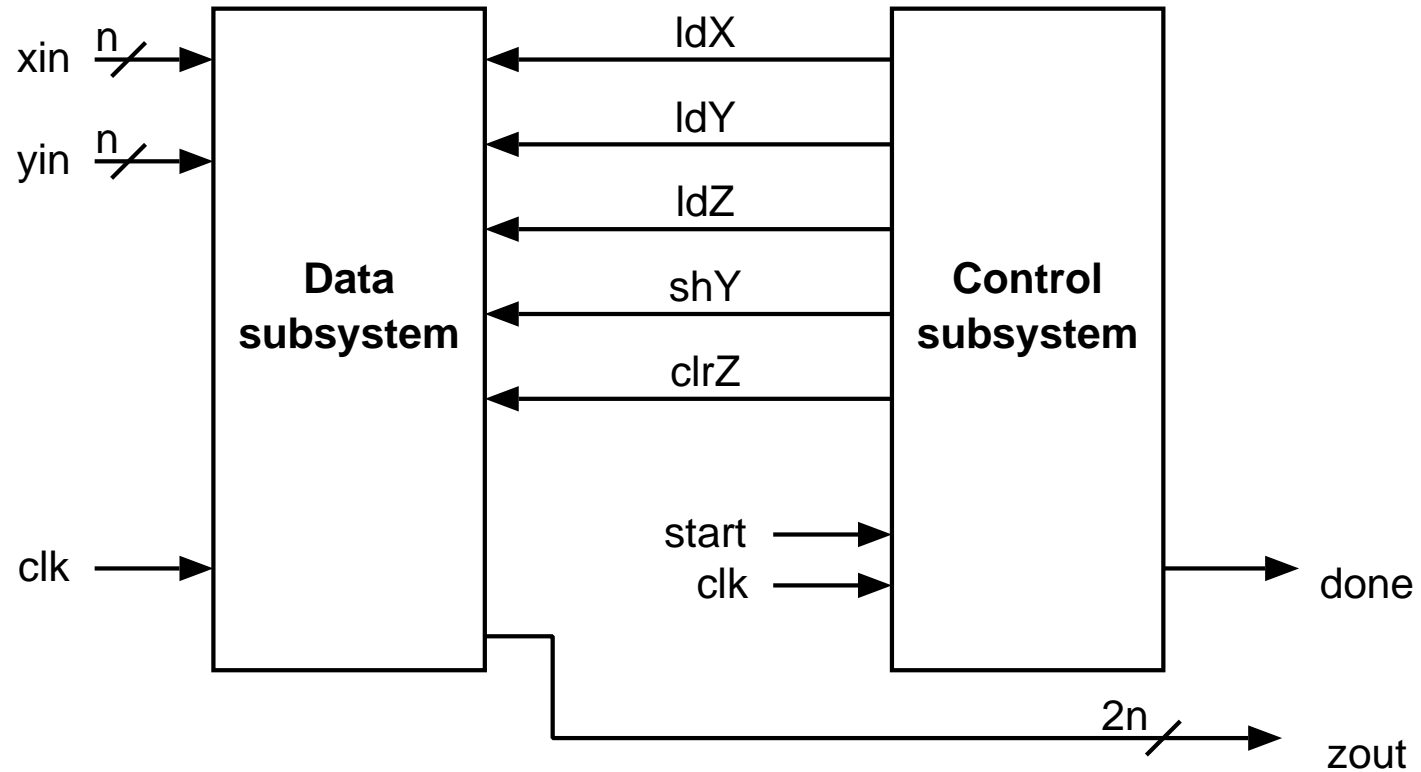 xin
n
yin
n
clk
Data
subsystem
ldX
ldY
ldZ
shY
clrZ
start
clk
Control
subsystem
done
2n
zout